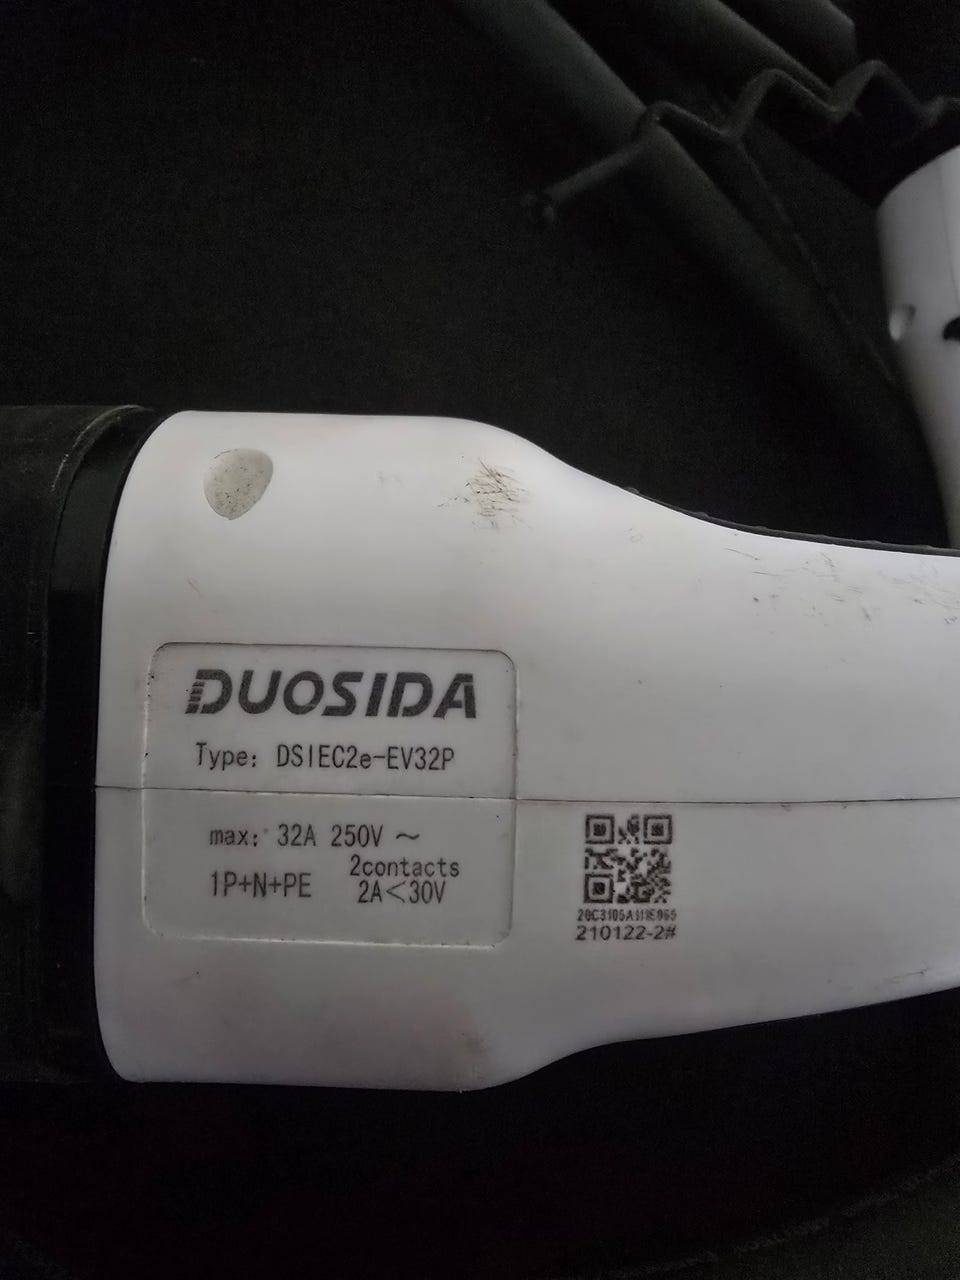 DUOSIDA
Type: DSIEC2e-EV32P
max: 32A 250V ～
1P+N+PE
2contacts
2A＜30V
210122-2#